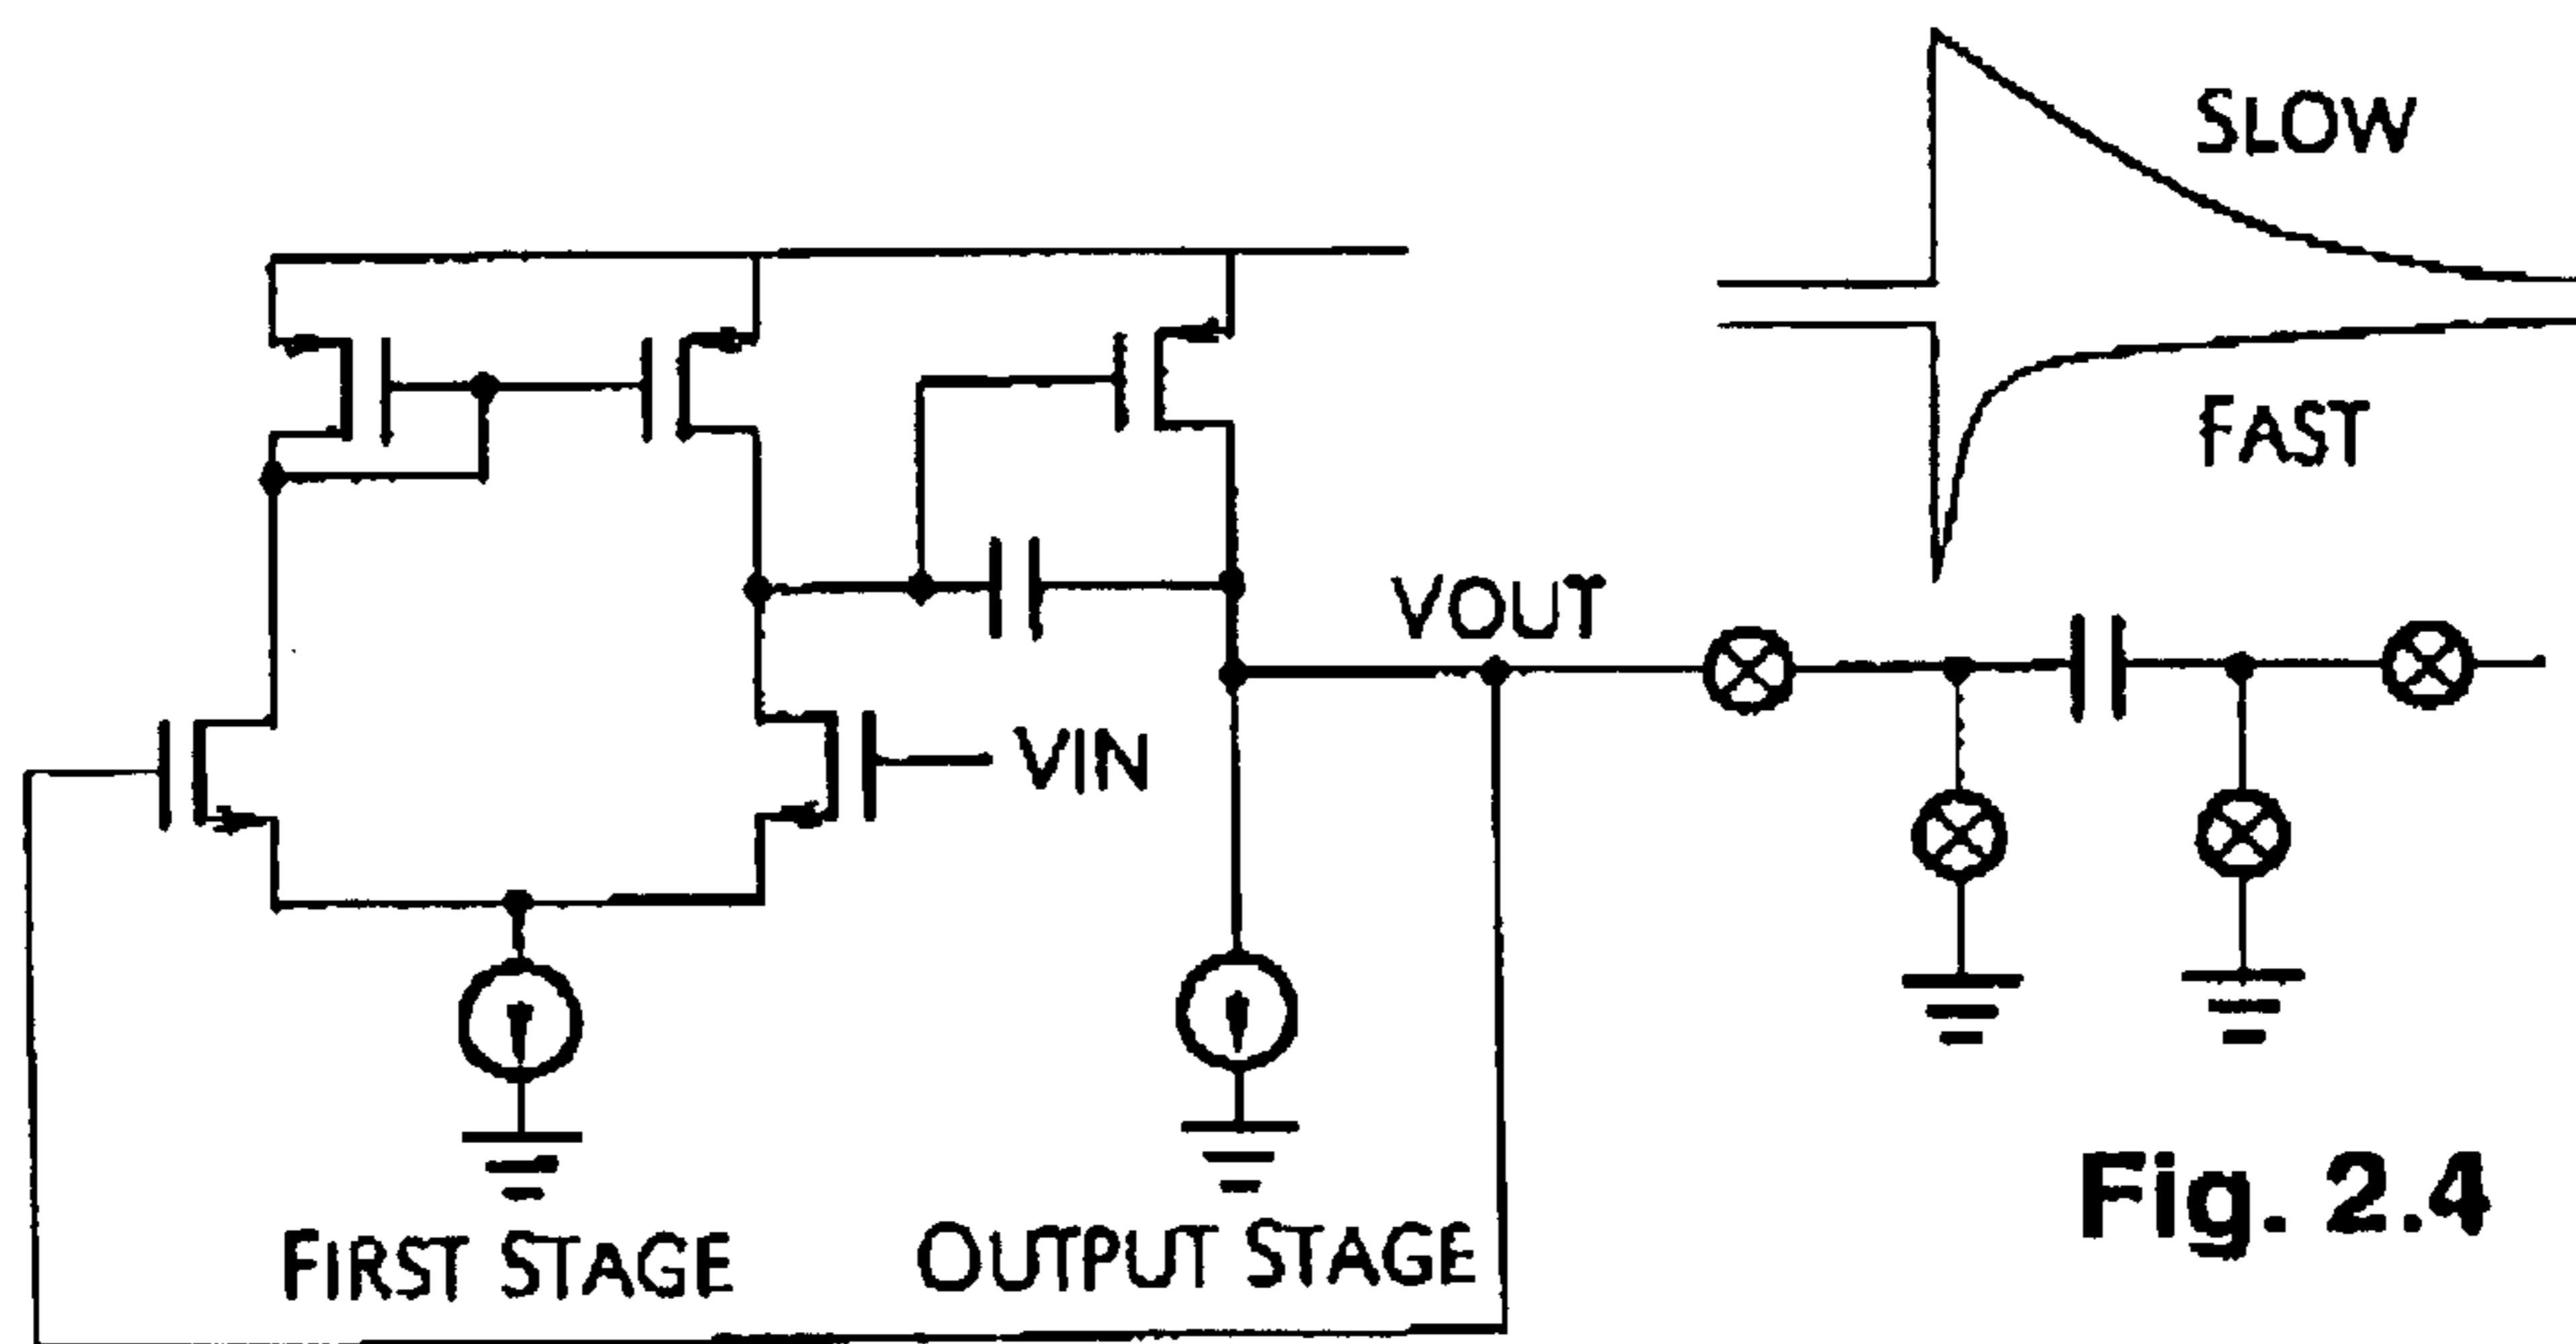 SLOW
FAST
VOUT
VIN
FIRST STAGE
OUTPUT STAGE
Fig. 2.4